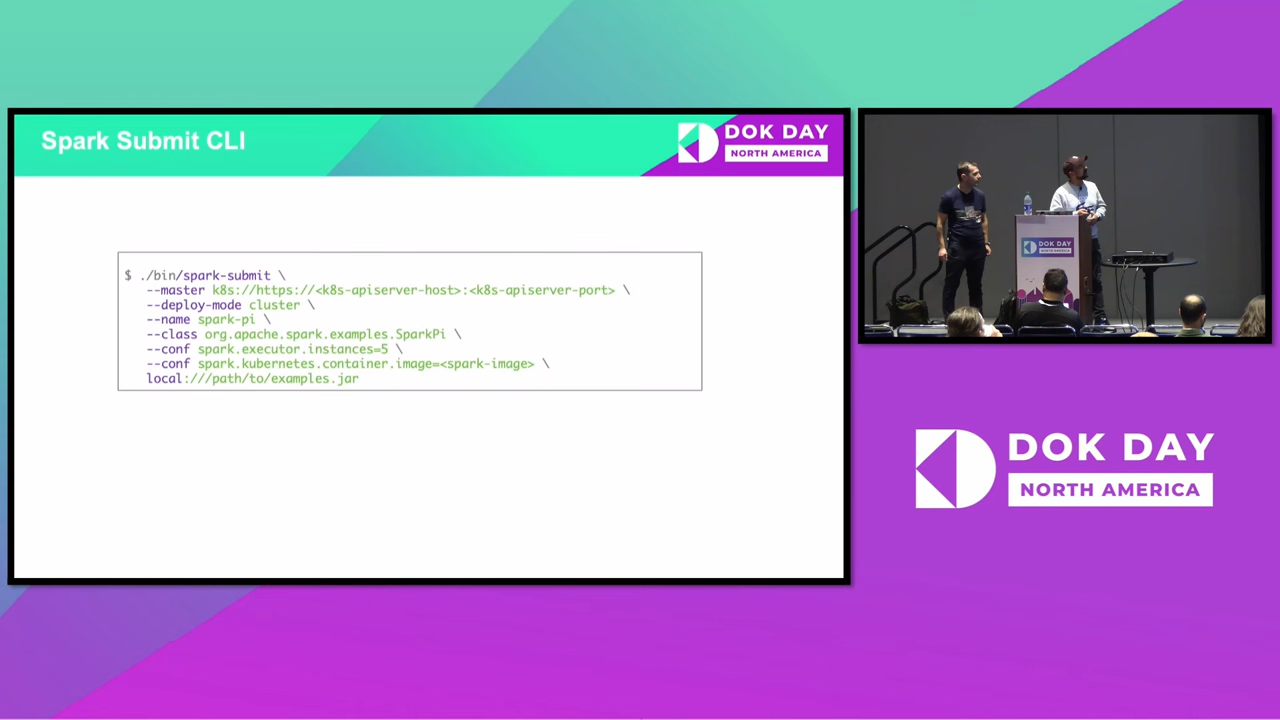 Spark Submit CLI
DOK DAY
NORTH AMERICA
$ ./bin/spark-submit \
--master k8s://https://<k8s-apiserver-host>:<k8s-apiserver-port> \
--deploy-mode cluster \
--name spark-pi \
--class org.apache.spark.examples.SparkPi \
--conf spark.executor.instances=5 \
--conf spark.kubernetes.container.image=<spark-image> \
local:///path/to/examples.jar
DOK DAY
DOK DAY
NORTH AMERICA